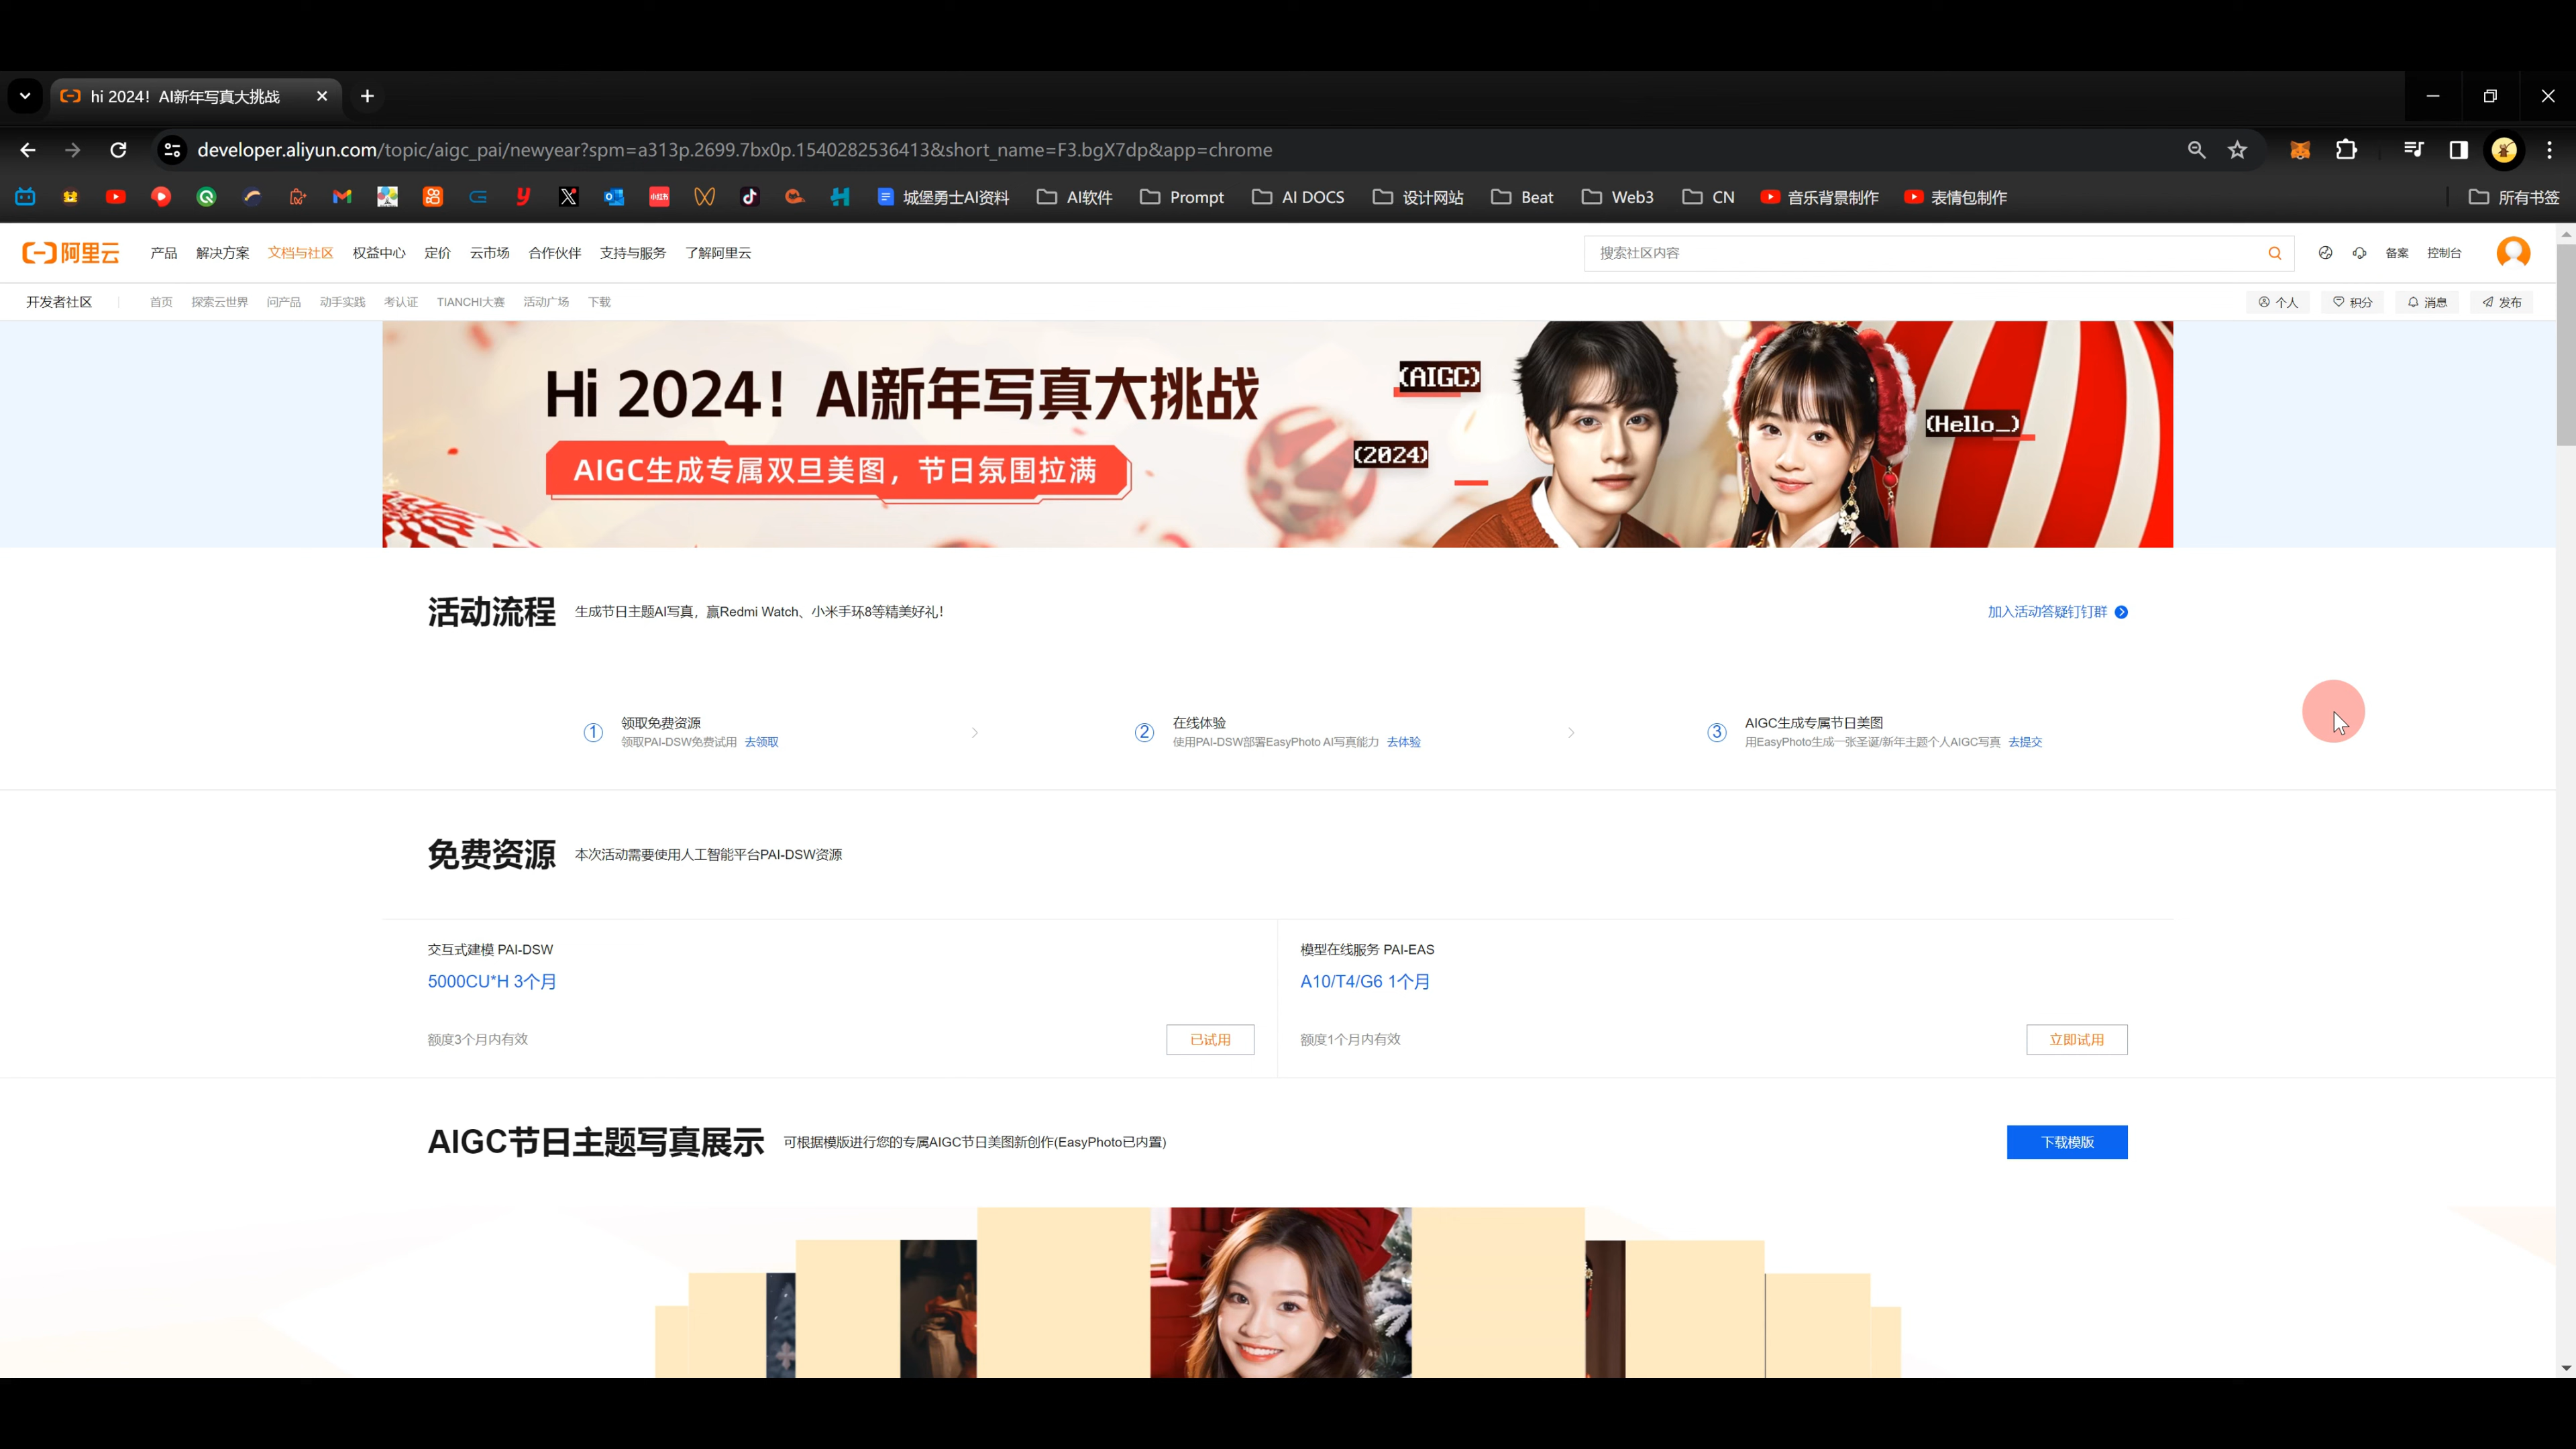 hi 2024！AI新年写真大挑战
developer.aliyun.com/topic/aigc_pai/newyear?spm=a313p.2699.7bx0p.1540282536413&short_name=F3.bgX7dp&app=chrome
小红书
城堡勇士AI资料 AI软件 Prompt AI DOCS 设计网站 Beat Web3 CN 音乐背景制作 表情包制作 所有书签
阿里云 产品 解决方案 文档与社区 权益中心 定价 云市场 合作伙伴 支持与服务 了解阿里云 搜索社区内容 备案 控制台
开发者社区 首页 探索云世界 问产品 动手实践 考认证 TIANCHI大赛 活动广场 下载 个人 积分 消息 发布
Hi 2024！AI新年写真大挑战
AIGC生成专属双旦美图，节日氛围拉满
(AIGC)
(2024)
(Hello_)
活动流程 生成节日主题AI写真，赢Redmi Watch、小米手环8等精美好礼！ 加入活动答疑钉钉群
1 领取免费资源
领取PAI-DSW免费试用 去领取
2 在线体验
使用PAI-DSW部署EasyPhoto AI写真能力 去体验
3 AIGC生成专属节日美图
用EasyPhoto生成一张圣诞/新年主题个人AIGC写真 去提交
免费资源 本次活动需要使用人工智能平台PAI-DSW资源
交互式建模 PAI-DSW
5000CU*H 3个月
额度3个月内有效 已试用
模型在线服务 PAI-EAS
A10/T4/G6 1个月
额度1个月内有效 立即试用
AIGC节日主题写真展示 可根据模版进行您的专属AIGC节日美图新创作(EasyPhoto已内置) 下载模版